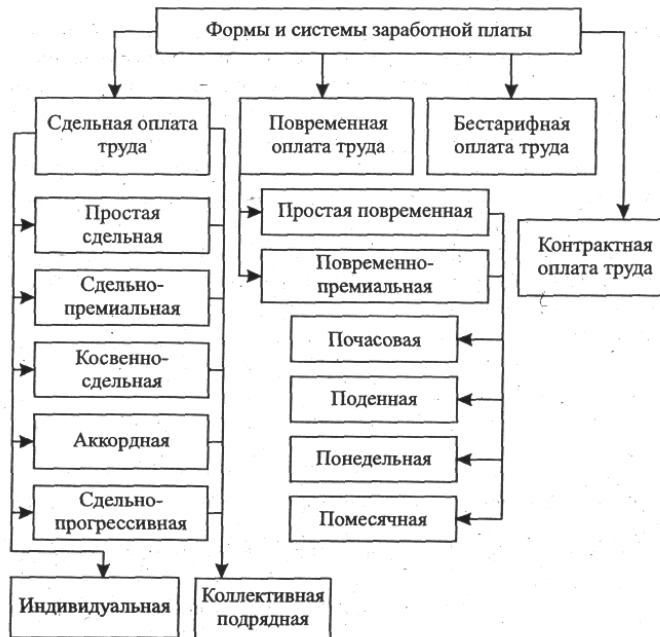 Формы и системы заработной платы
Сдельная оплата
труда
Повременная
оплата труда
Бестарифная
оплата труда
Контрактная
оплата труда
Простая
сдельная
Сдельно-
премиальная
Косвенно-
сдельная
Аккордная
Сдельно-
прогрессивная
Индивидуальная
Коллективная
подрядная
Простая повременная
Повременно-
премиальная
Почасовая
Поденная
Понедельная
Помесячная